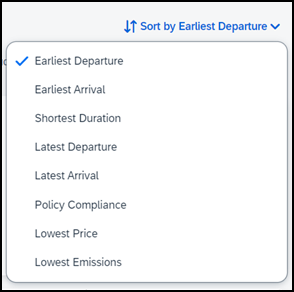 Sort by Earliest Departure
Earliest Departure
Earliest Arrival
Shortest Duration
Latest Departure
Latest Arrival
Policy Compliance
Lowest Price
Lowest Emissions